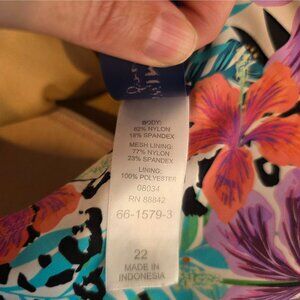 BODY:
82% NYLON
18% SPANDEX
MESH LINING:
77% NYLON
23% SPANDEX
LINING:
100% POLYESTER
08034
RN 88842
66-1579-3
22
MADE IN
INDONESIA